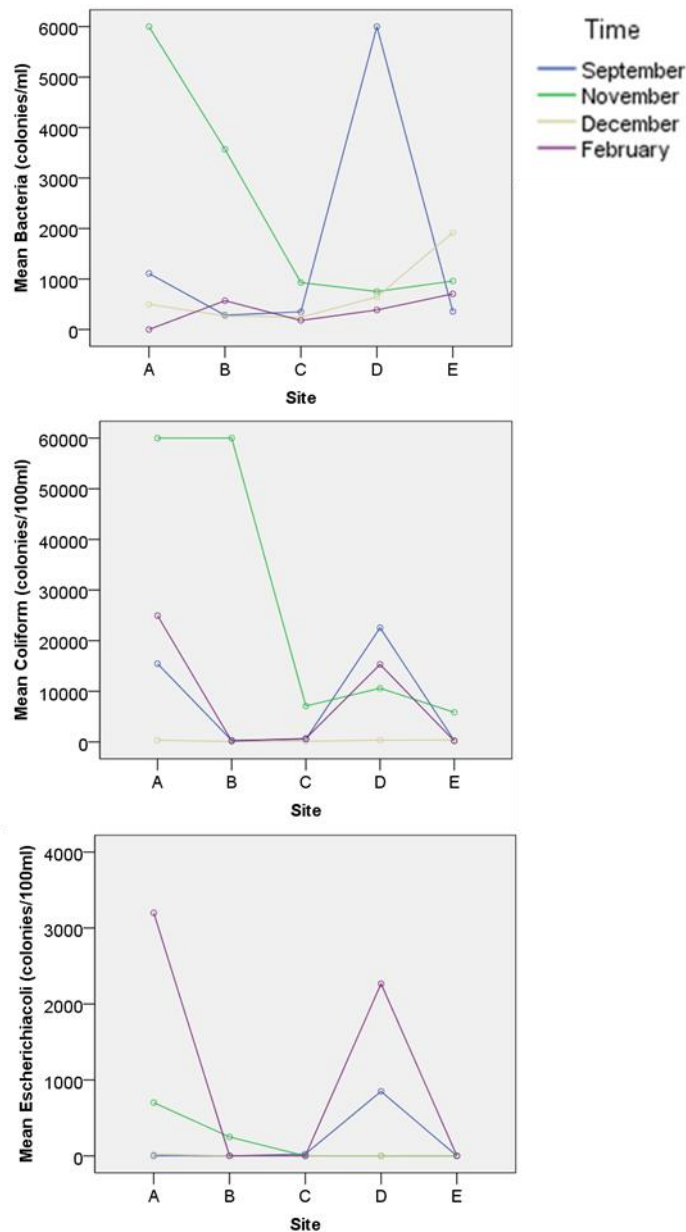 Time
September
November
December
February
Mean Bacteria (colonies/ml)
6000
5000
4000
3000
2000
1000
0
A B C D E
Site
Mean Coliform (colonies/100ml)
60000
50000
40000
30000
20000
10000
0
A B C D E
Site
Mean Escherichiacoli (colonies/100ml)
4000
3000
2000
1000
0
A B C D E
Site